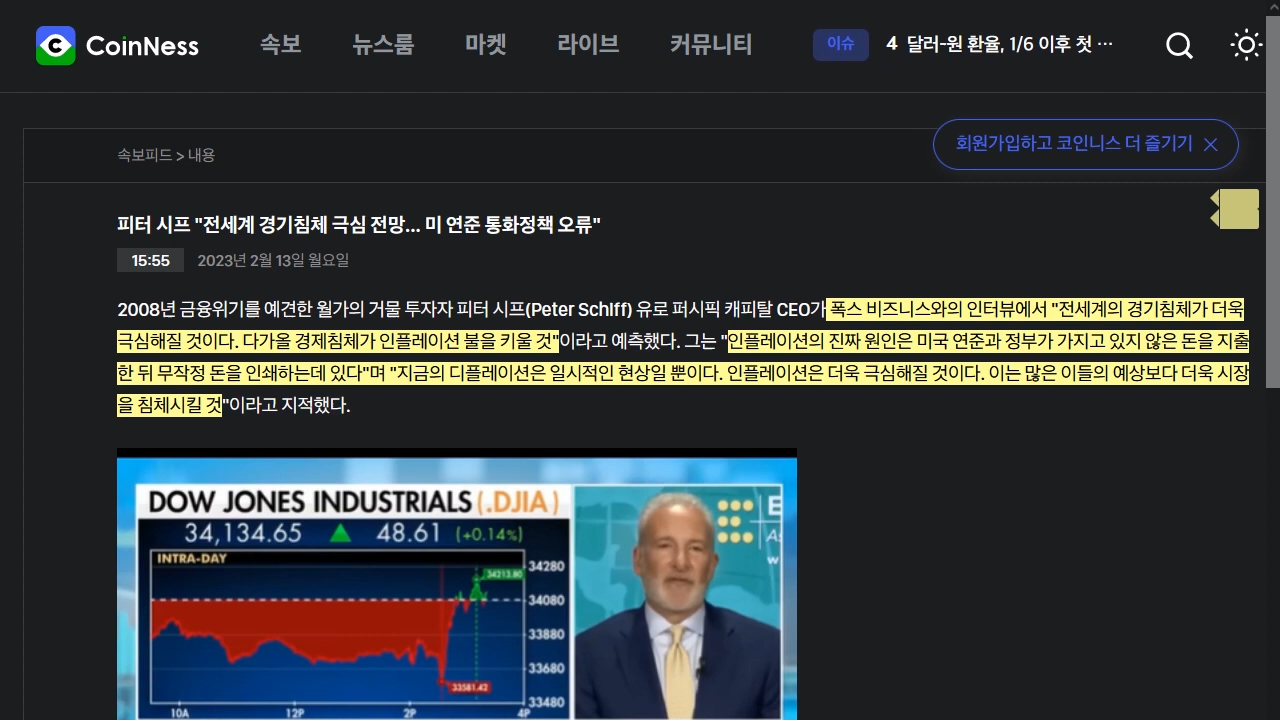 CoinNess
속보 뉴스룸 마켓 라이브 커뮤니티
이슈 4 달러-원 환율, 1/6 이후 첫 ···
회원가입하고 코인니스 더 즐기기
속보피드 > 내용
피터 시프 "전세계 경기침체 극심 전망... 미 연준 통화정책 오류"
15:55 2023년 2월 13일 월요일
2008년 금융위기를 예견한 월가의 거물 투자자 피터 시프(Peter Schiff) 유로 퍼시픽 캐피탈 CEO가 폭스 비즈니스와의 인터뷰에서 "전세계의 경기침체가 더욱
극심해질 것이다. 다가올 경제침체가 인플레이션 불을 키울 것"이라고 예측했다. 그는 "인플레이션의 진짜 원인은 미국 연준과 정부가 가지고 있지 않은 돈을 지출
한 뒤 무작정 돈을 인쇄하는데 있다"며 "지금의 디플레이션은 일시적인 현상일 뿐이다. 인플레이션은 더욱 극심해질 것이다. 이는 많은 이들의 예상보다 더욱 시장
을 침체시킬 것"이라고 지적했다.
DOW JONES INDUSTRIALS (.DJIA)
34,134.65 ▲ 48.61 (+0.14%)
INTRA-DAY
34280
34213.80
34080
33880
33680
33581.42
33480
10A 12P 2P 4P